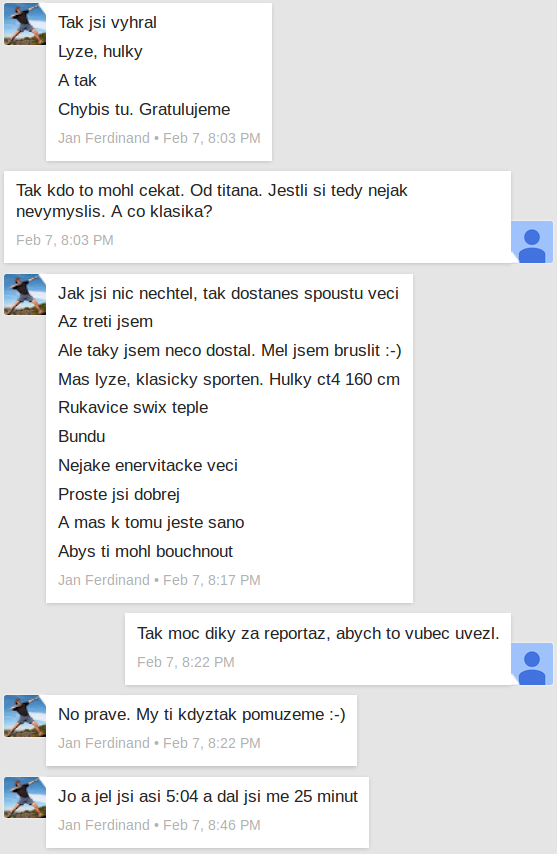 Tak jsi vyhral
Lyze, hulky
A tak
Chybis tu. Gratulujeme
Jan Ferdinand • Feb 7, 8:03 PM
Tak kdo to mohl cekat. Od titana. Jestli si tedy nejak
nevymyslis. A co klasika?
Feb 7, 8:03 PM
Jak jsi nic nechtel, tak dostanes spoustu veci
Az treti jsem
Ale taky jsem neco dostal. Mel jsem bruslit :-)
Mas lyze, klasicky sporten. Hulky ct4 160 cm
Rukavice swix teple
Bundu
Nejake enervitacke veci
Proste jsi dobrej
A mas k tomu jeste sano
Abys ti mohl bouchnout
Jan Ferdinand • Feb 7, 8:17 PM
Tak moc diky za reportaz, abych to vubec uvezl.
Feb 7, 8:22 PM
No prave. My ti kdyztak pomuzeme :-)
Jan Ferdinand • Feb 7, 8:22 PM
Jo a jel jsi asi 5:04 a dal jsi me 25 minut
Jan Ferdinand • Feb 7, 8:46 PM